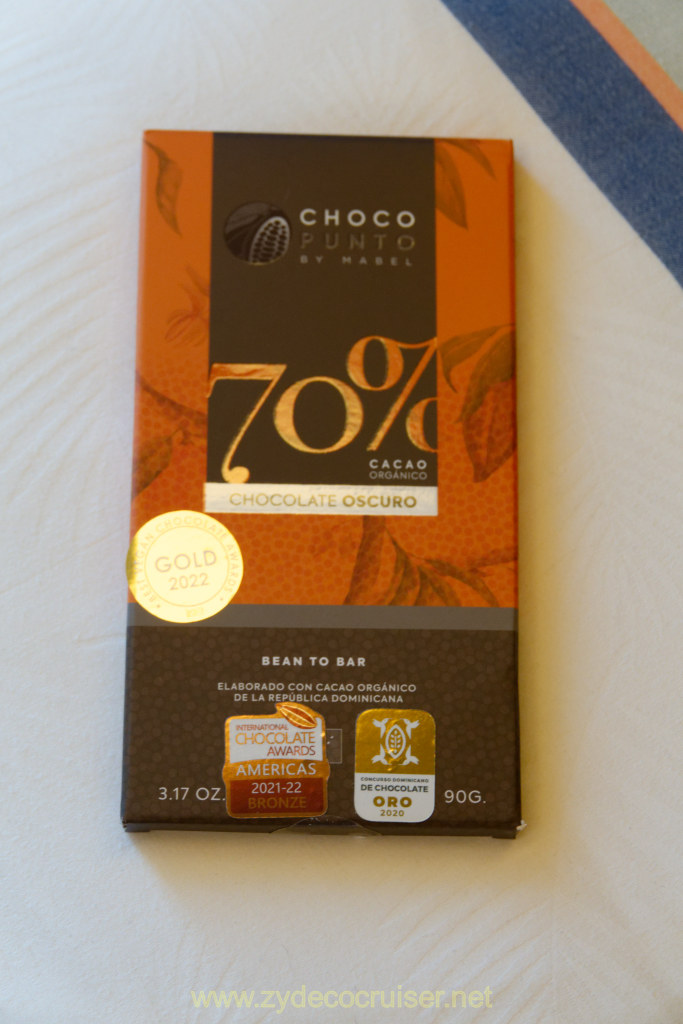 CHOCO
PUNTO
BY MABEL
70%
CACAO
ORGÁNICO
CHOCOLATE OSCURO
CHOCOLATE AWARDS
GOLD
2022
BEAN TO BAR
ELABORADO CON CACAO ORGÁNICO
DE LA REPÚBLICA DOMINICANA
INTERNATIONAL
CHOCOLATE
AWARDS
AMERICAS
2021-22
BRONZE
CONCURSO DOMINICANO
DE CHOCOLATE
ORO
2020
3.17 OZ.
90G.
www.zydecocruiser.net